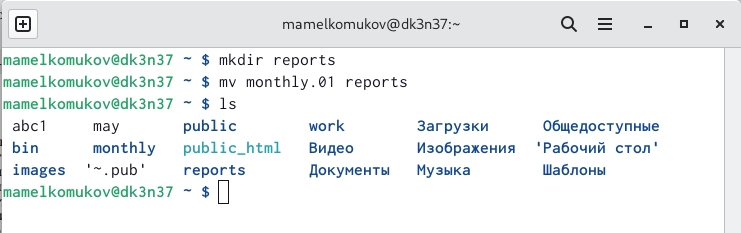 mamelkomukov@dk3n37:~
mamelkomukov@dk3n37 ~ $ mkdir reports
mamelkomukov@dk3n37 ~ $ mv monthly.01 reports
mamelkomukov@dk3n37 ~ $ ls
abc1 may public work Загрузки Общедоступные
bin monthly public_html Видео Изображения 'Рабочий стол'
images '~.pub' reports Документы Музыка Шаблоны
mamelkomukov@dk3n37 ~ $